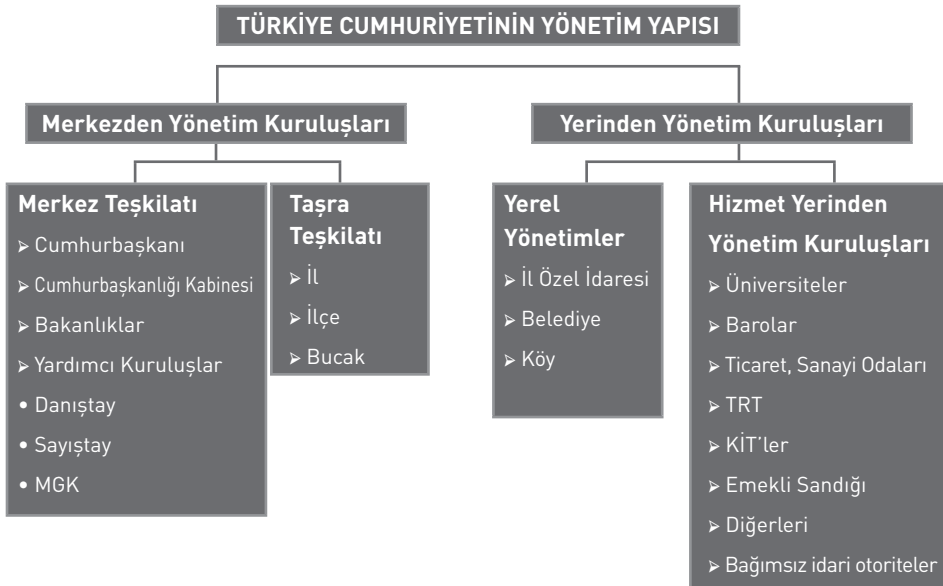 TÜRKİYE CUMHURİYETİNİN YÖNETİM YAPISI
Merkezden Yönetim Kuruluşları
Yerinden Yönetim Kuruluşları
Merkez Teşkilatı
➢ Cumhurbaşkanı
➢ Cumhurbaşkanlığı Kabinesi
➢ Bakanlıklar
➢ Yardımcı Kuruluşlar
• Danıştay
• Sayıştay
• MGK
Taşra
Teşkilatı
➢ İl
➢ İlçe
➢ Bucak
Yerel
Yönetimler
➢ İl Özel İdaresi
➢ Belediye
➢ Köy
Hizmet Yerinden
Yönetim Kuruluşları
➢ Üniversiteler
➢ Barolar
➢ Ticaret, Sanayi Odaları
➢ TRT
➢ KİT'ler
➢ Emekli Sandığı
➢ Diğerleri
➢ Bağımsız idari otoriteler